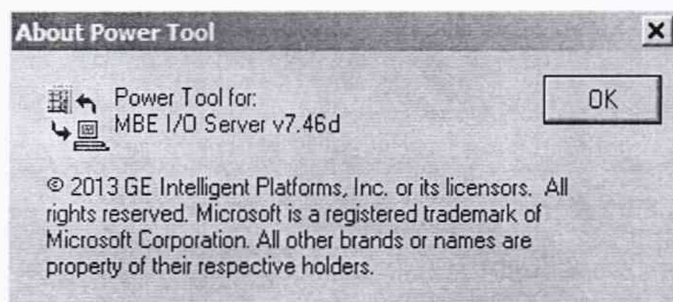 About Power Tool
Power Tool for:
MBE I/O Server v7.46d
OK
© 2013 GE Intelligent Platforms, Inc. or its licensors. All
rights reserved. Microsoft is a registered trademark of
Microsoft Corporation. All other brands or names are
property of their respective holders.